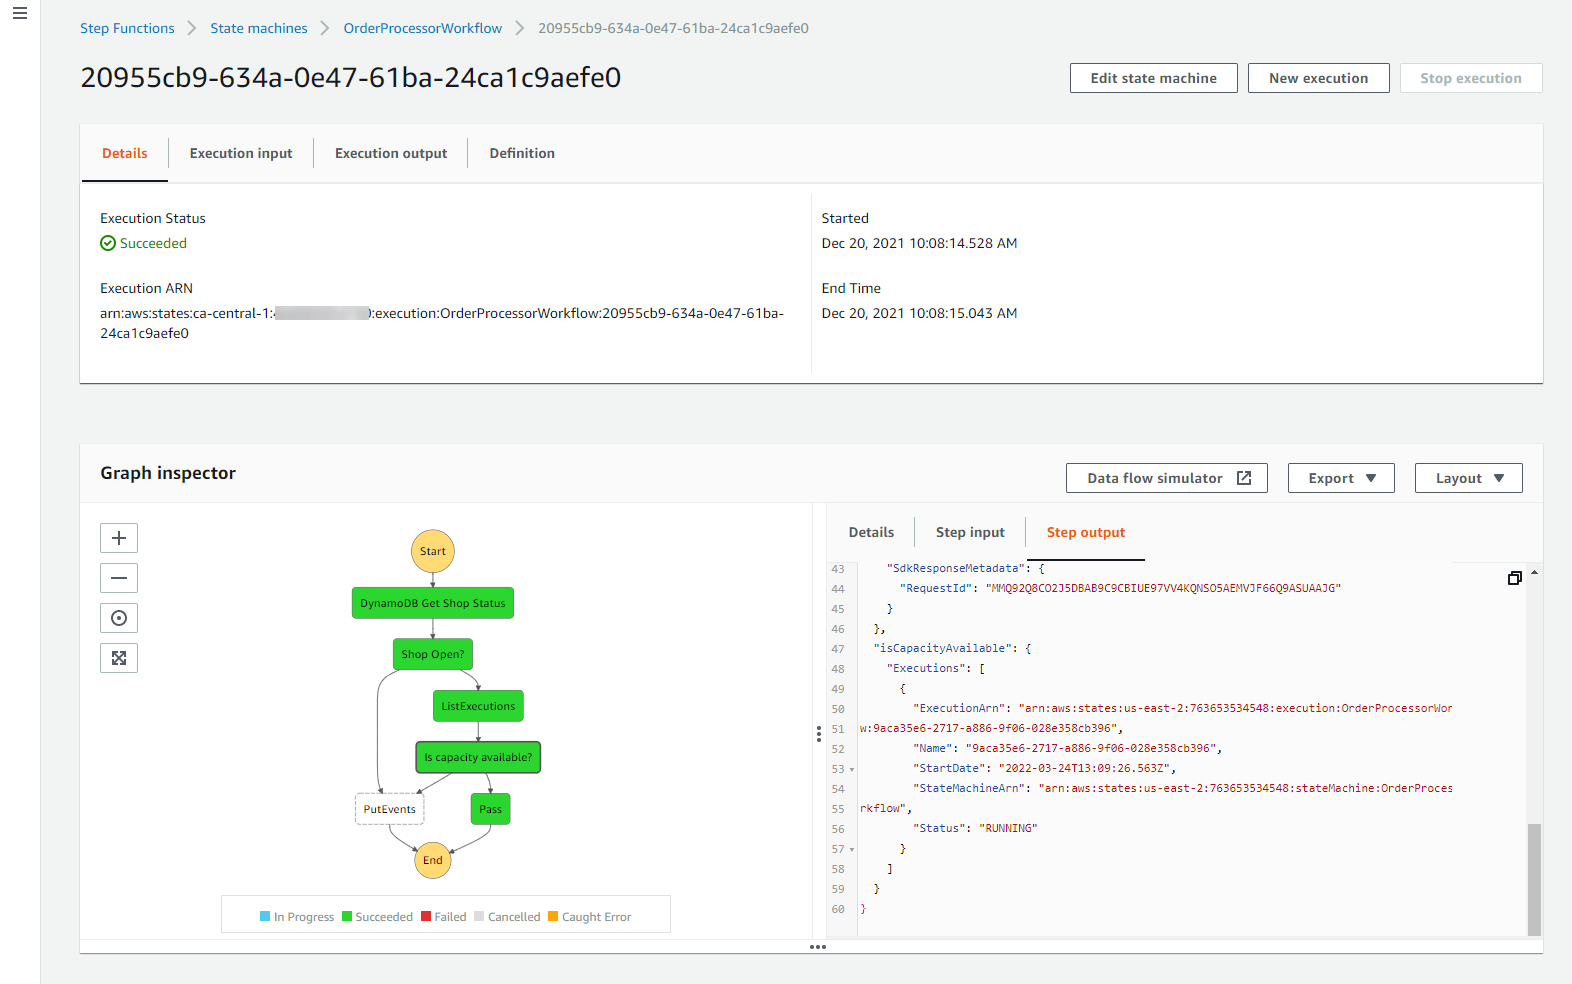 Step Functions > State machines > OrderProcessorWorkflow > 20955cb9-634a-0e47-61ba-24ca1c9aefe0
20955cb9-634a-0e47-61ba-24ca1c9aefe0
Edit state machine
New execution
Stop execution
Details
Execution input
Execution output
Definition
Execution Status
Succeeded
Execution ARN
arn:aws:states:ca-central-1: :execution:OrderProcessorWorkflow:20955cb9-634a-0e47-61ba-
24ca1c9aefe0
Started
Dec 20, 2021 10:08:14.528 AM
End Time
Dec 20, 2021 10:08:15.043 AM
Graph inspector
Data flow simulator
Export
Layout
Start
DynamoDB Get Shop Status
Shop Open?
ListExecutions
Is capacity available?
PutEvents
Pass
End
In Progress
Succeeded
Failed
Cancelled
Caught Error
Details
Step input
Step output
43 "SdkResponseMetadata": {
44 "RequestId": "MMQ92Q8CO2J5DBAB9C9CBIUE97VV4KQNSO5AEMVJF66Q9ASUAAJG"
45 }
46 },
47 "isCapacityAvailable": {
48 "Executions": [
49 {
50 "ExecutionArn": "arn:aws:states:us-east-2:763653534548:execution:OrderProcessorWor
51 w:9aca35e6-2717-a886-9f06-028e358cb396",
52 "Name": "9aca35e6-2717-a886-9f06-028e358cb396",
53 "StartDate": "2022-03-24T13:09:26.563Z",
54 "StateMachineArn": "arn:aws:states:us-east-2:763653534548:stateMachine:OrderProces
55 rkflow",
56 "Status": "RUNNING"
57 }
58 ]
59 }
60 }